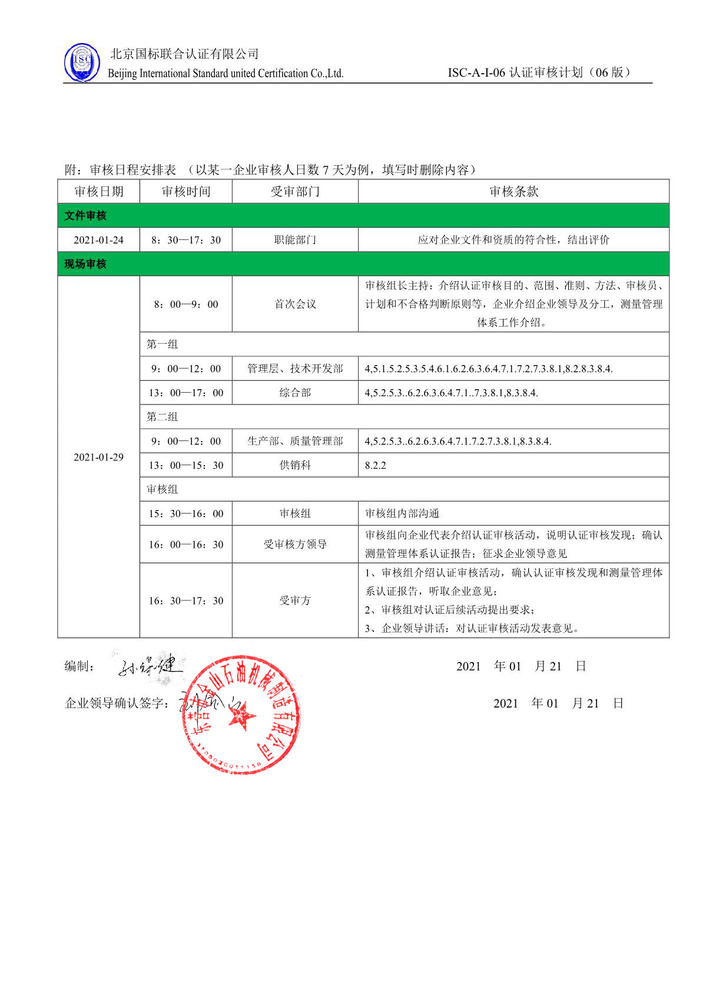 ISC
北京国标联合认证有限公司
Beijing International Standard united Certification Co.,Ltd.
ISC-A-I-06 认证审核计划（06 版）
附：审核日程安排表 （以某一企业审核人日数 7 天为例，填写时删除内容）
审核日期 审核时间 受审部门 审核条款
文件审核
2021-01-24 8：30—17：30 职能部门 应对企业文件和资质的符合性，结出评价
现场审核
2021-01-29
8：00—9：00 首次会议
审核组长主持：介绍认证审核目的、范围、准则、方法、审核员、
计划和不合格判断原则等，企业介绍企业领导及分工，测量管理
体系工作介绍。
第一组
9：00—12：00 管理层、技术开发部 4,5.1.5.2.5.3.5.4.6.1.6.2.6.3.6.4.7.1.7.2.7.3.8.1,8.2.8.3.8.4.
13：00—17：00 综合部 4,5.2.5.3..6.2.6.3.6.4.7.1..7.3.8.1,8.3.8.4.
第二组
9：00—12：00 生产部、质量管理部 4,5.2.5.3..6.2.6.3.6.4.7.1.7.2.7.3.8.1,8.3.8.4.
13：00—15：30 供销科 8.2.2
审核组
15：30—16：00 审核组 审核组内部沟通
16：00—16：30 受审核方领导
审核组向企业代表介绍认证审核活动，说明认证审核发现；确认
测量管理体系认证报告；征求企业领导意见
16：30—17：30 受审方
1、审核组介绍认证审核活动，确认认证审核发现和测量管理体
系认证报告，听取企业意见；
2、审核组对认证后续活动提出要求；
3、企业领导讲话：对认证审核活动发表意见。
编制： 2021 年 01 月 21 日
企业领导确认签字： 2021 年 01 月 21 日
东营市金山石油机械制造有限公司